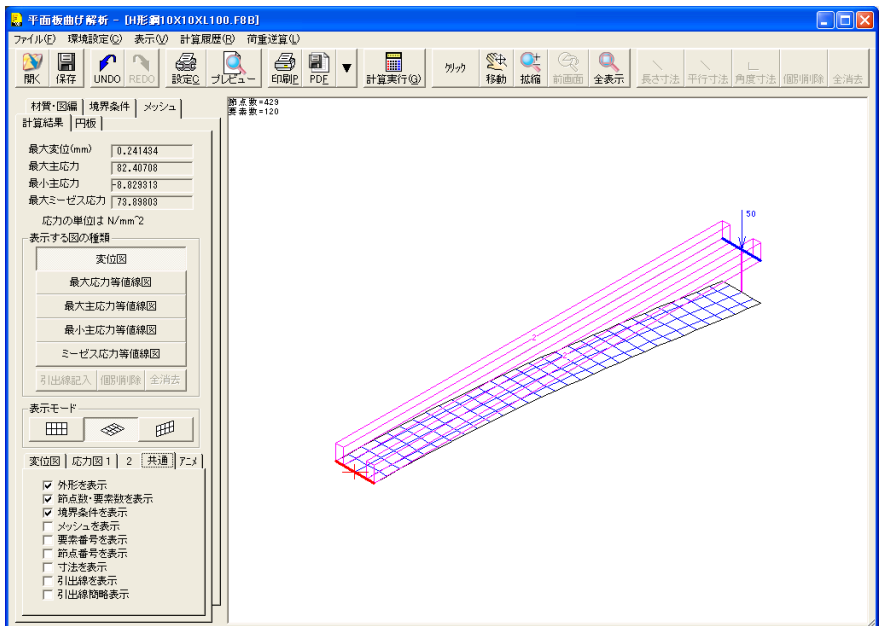 平面板曲げ解析 - [H形鋼10X10XL100.F8B]
ファイル(F) 環境設定(C) 表示(V) 計算履歴(R) 荷重逆算(L)
開く 保存 UNDO REDO 設定C プレビュー 印刷P PDF 計算実行(G) クリック 移動 拡縮 前画面 全表示 長さ寸法 平行寸法 角度寸法 個別削除 全消去
材質・図編 境界条件 メッシュ
計算結果 円板
節点数=429
要素数=120
最大変位(mm) 0.241434
最大主応力 82.40708
最小主応力 -8.829313
最大ミーゼス応力 73.89803
応力の単位は N/mm^2
表示する図の種類
変位図
最大応力等値線図
最大主応力等値線図
最小主応力等値線図
ミーゼス応力等値線図
引出線記入 個別削除 全消去
表示モード
変位図 応力図1 2 共通 アニメ
外形を表示
節点数・要素数を表示
境界条件を表示
メッシュを表示
要素番号を表示
節点番号を表示
寸法を表示
引出線を表示
引出線簡略表示
50
2
2